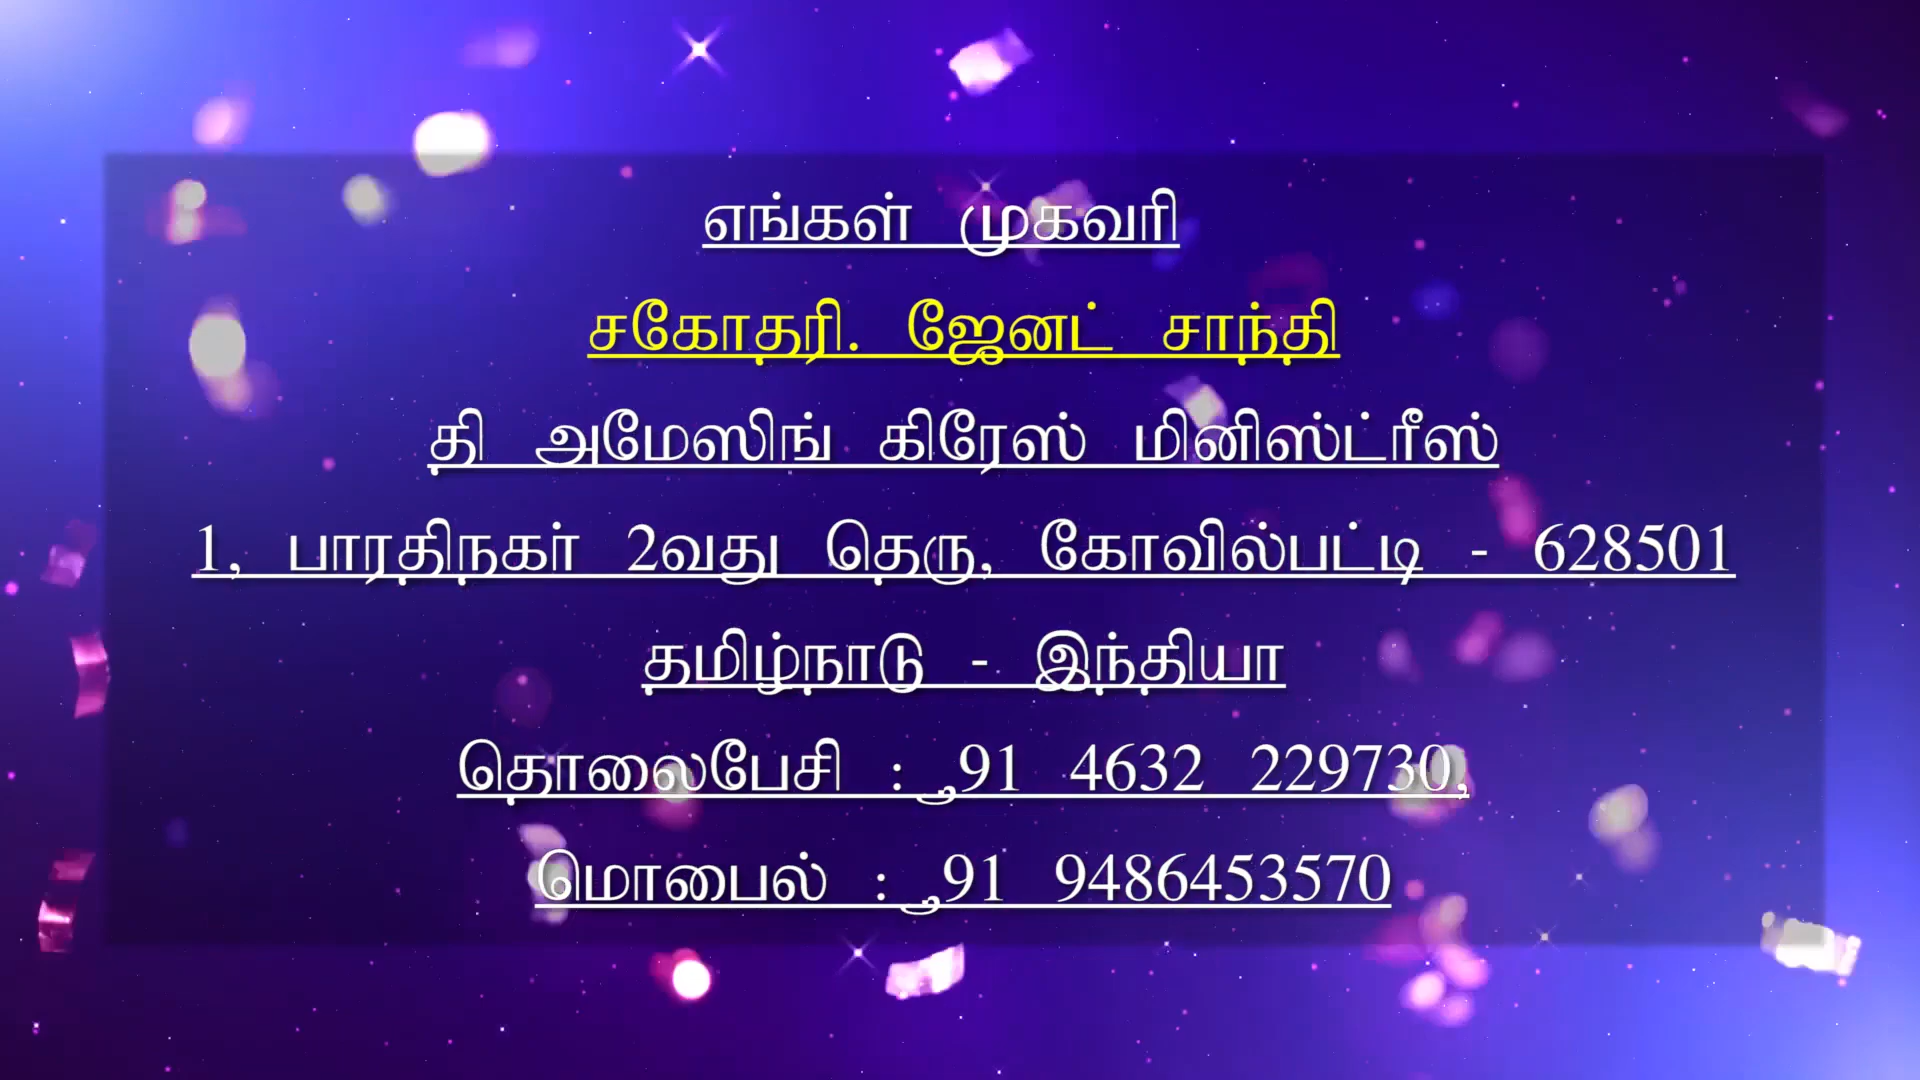 எங்கள் முகவரி
சகோதரி. ஜேனட் சாந்தி
தி அமேஸிங் கிரேஸ் மினிஸ்ட்ரீஸ்
1, பாரதிநகர் 2வது தெரு, கோவில்பட்டி - 628501
தமிழ்நாடு - இந்தியா
தொலைபேசி : ு91 4632 229730,
மொபைல் : ு91 9486453570